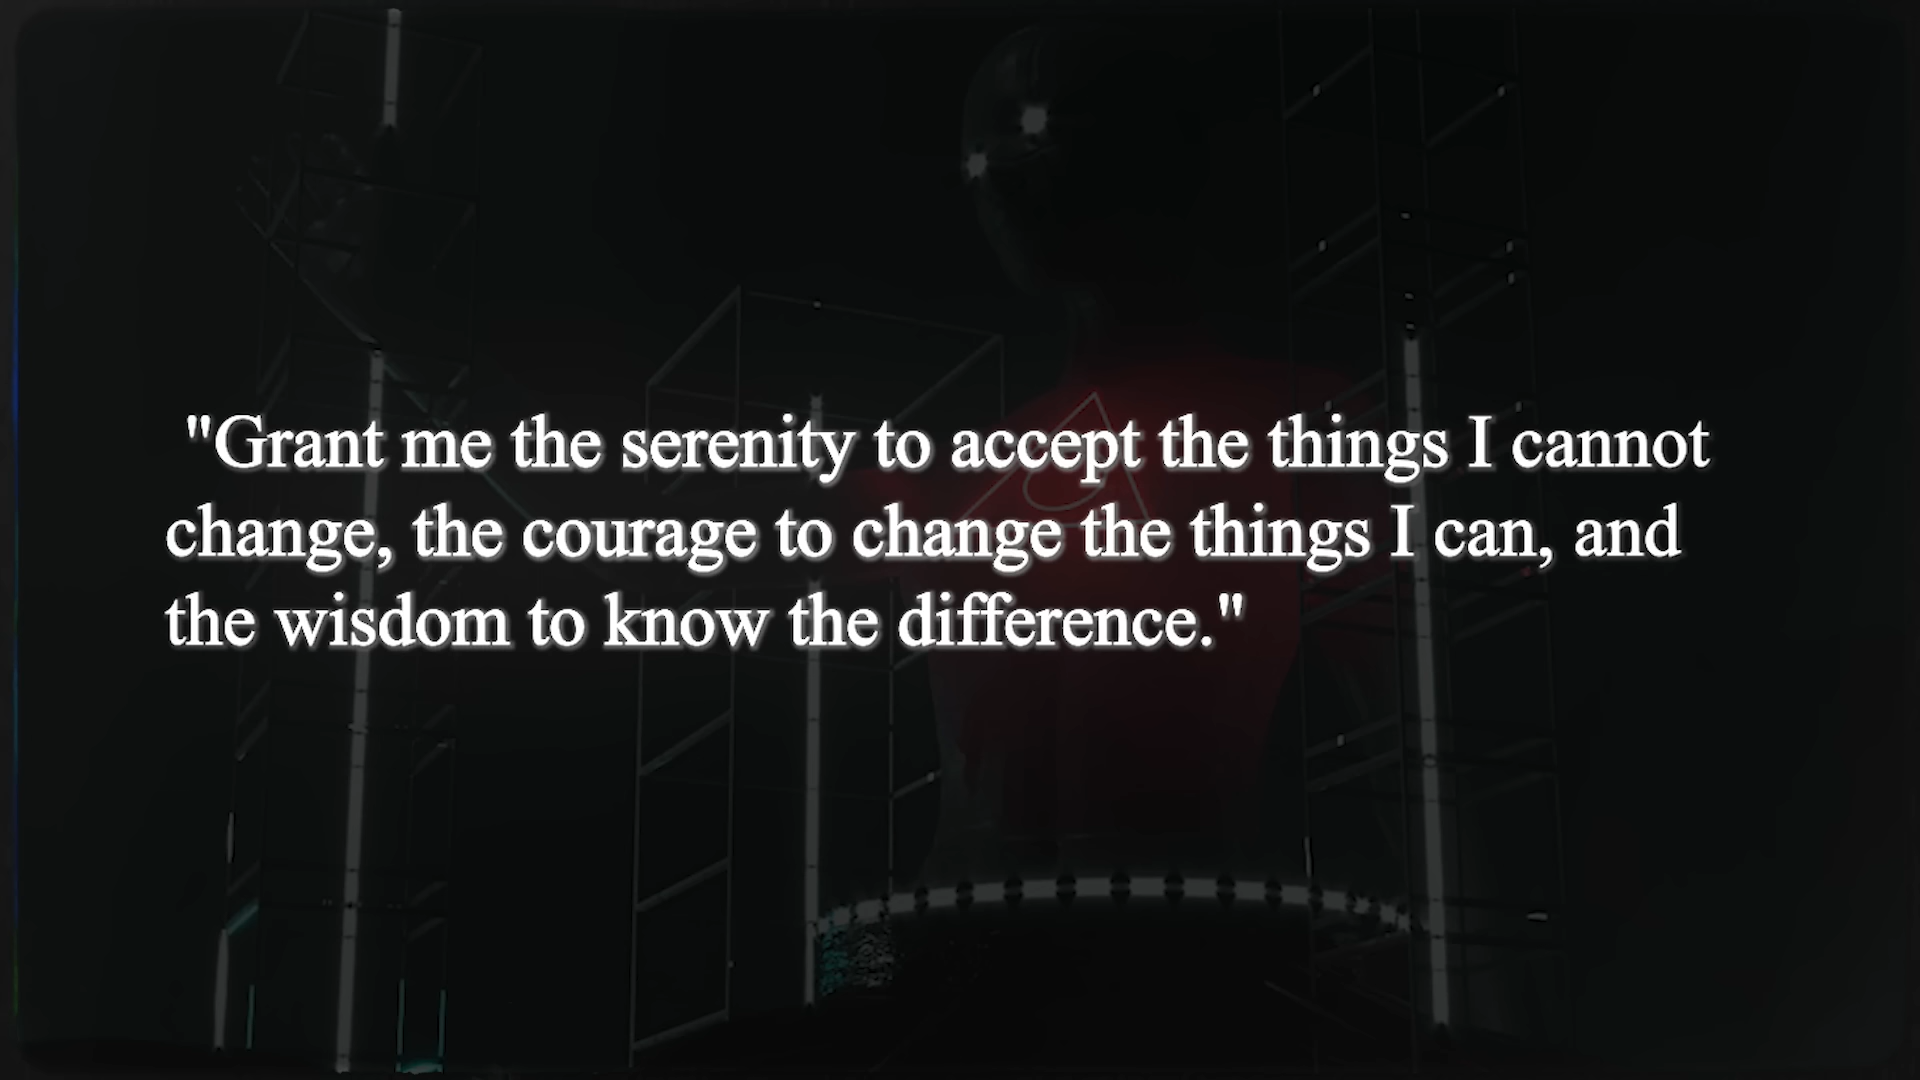 "Grant me the serenity to accept the things I cannot
change, the courage to change the things I can, and
the wisdom to know the difference."